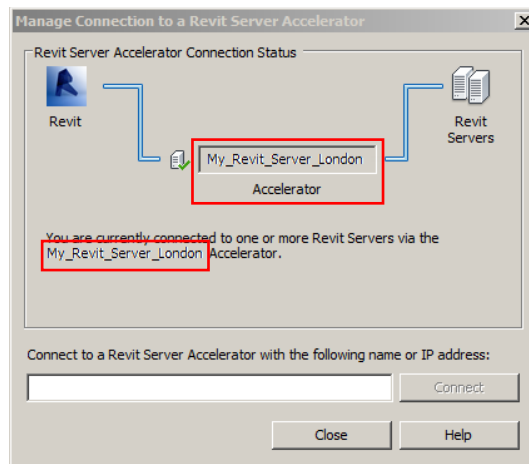 Manage Connection to a Revit Server Accelerator
Revit Server Accelerator Connection Status
Revit
Revit
Servers
My_Revit_Server_London
Accelerator
You are currently connected to one or more Revit Servers via the
My_Revit_Server_London Accelerator.
Connect to a Revit Server Accelerator with the following name or IP address:
Connect
Close
Help